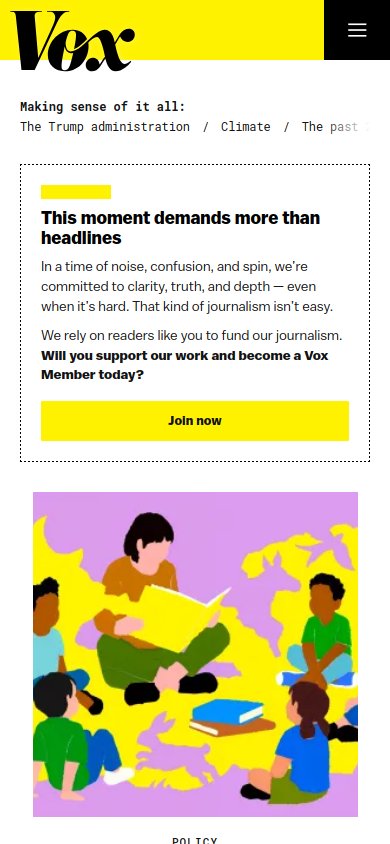 Vox
Making sense of it all:
The Trump administration / Climate / The past
This moment demands more than
headlines
In a time of noise, confusion, and spin, we're
committed to clarity, truth, and depth — even
when it's hard. That kind of journalism isn't easy.
We rely on readers like you to fund our journalism.
Will you support our work and become a Vox
Member today?
Join now
POLICY